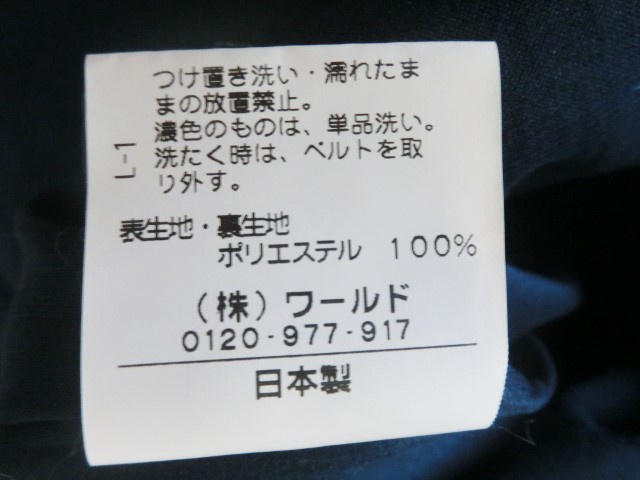 つけ置き洗い・濡れたま
まの放置禁止。
濃色のものは、単品洗い。
洗たく時は、ベルトを取
り外す。
L-1
表生地・裏生地
ポリエステル 100%
(株)ワールド
0120-977-917
日本製